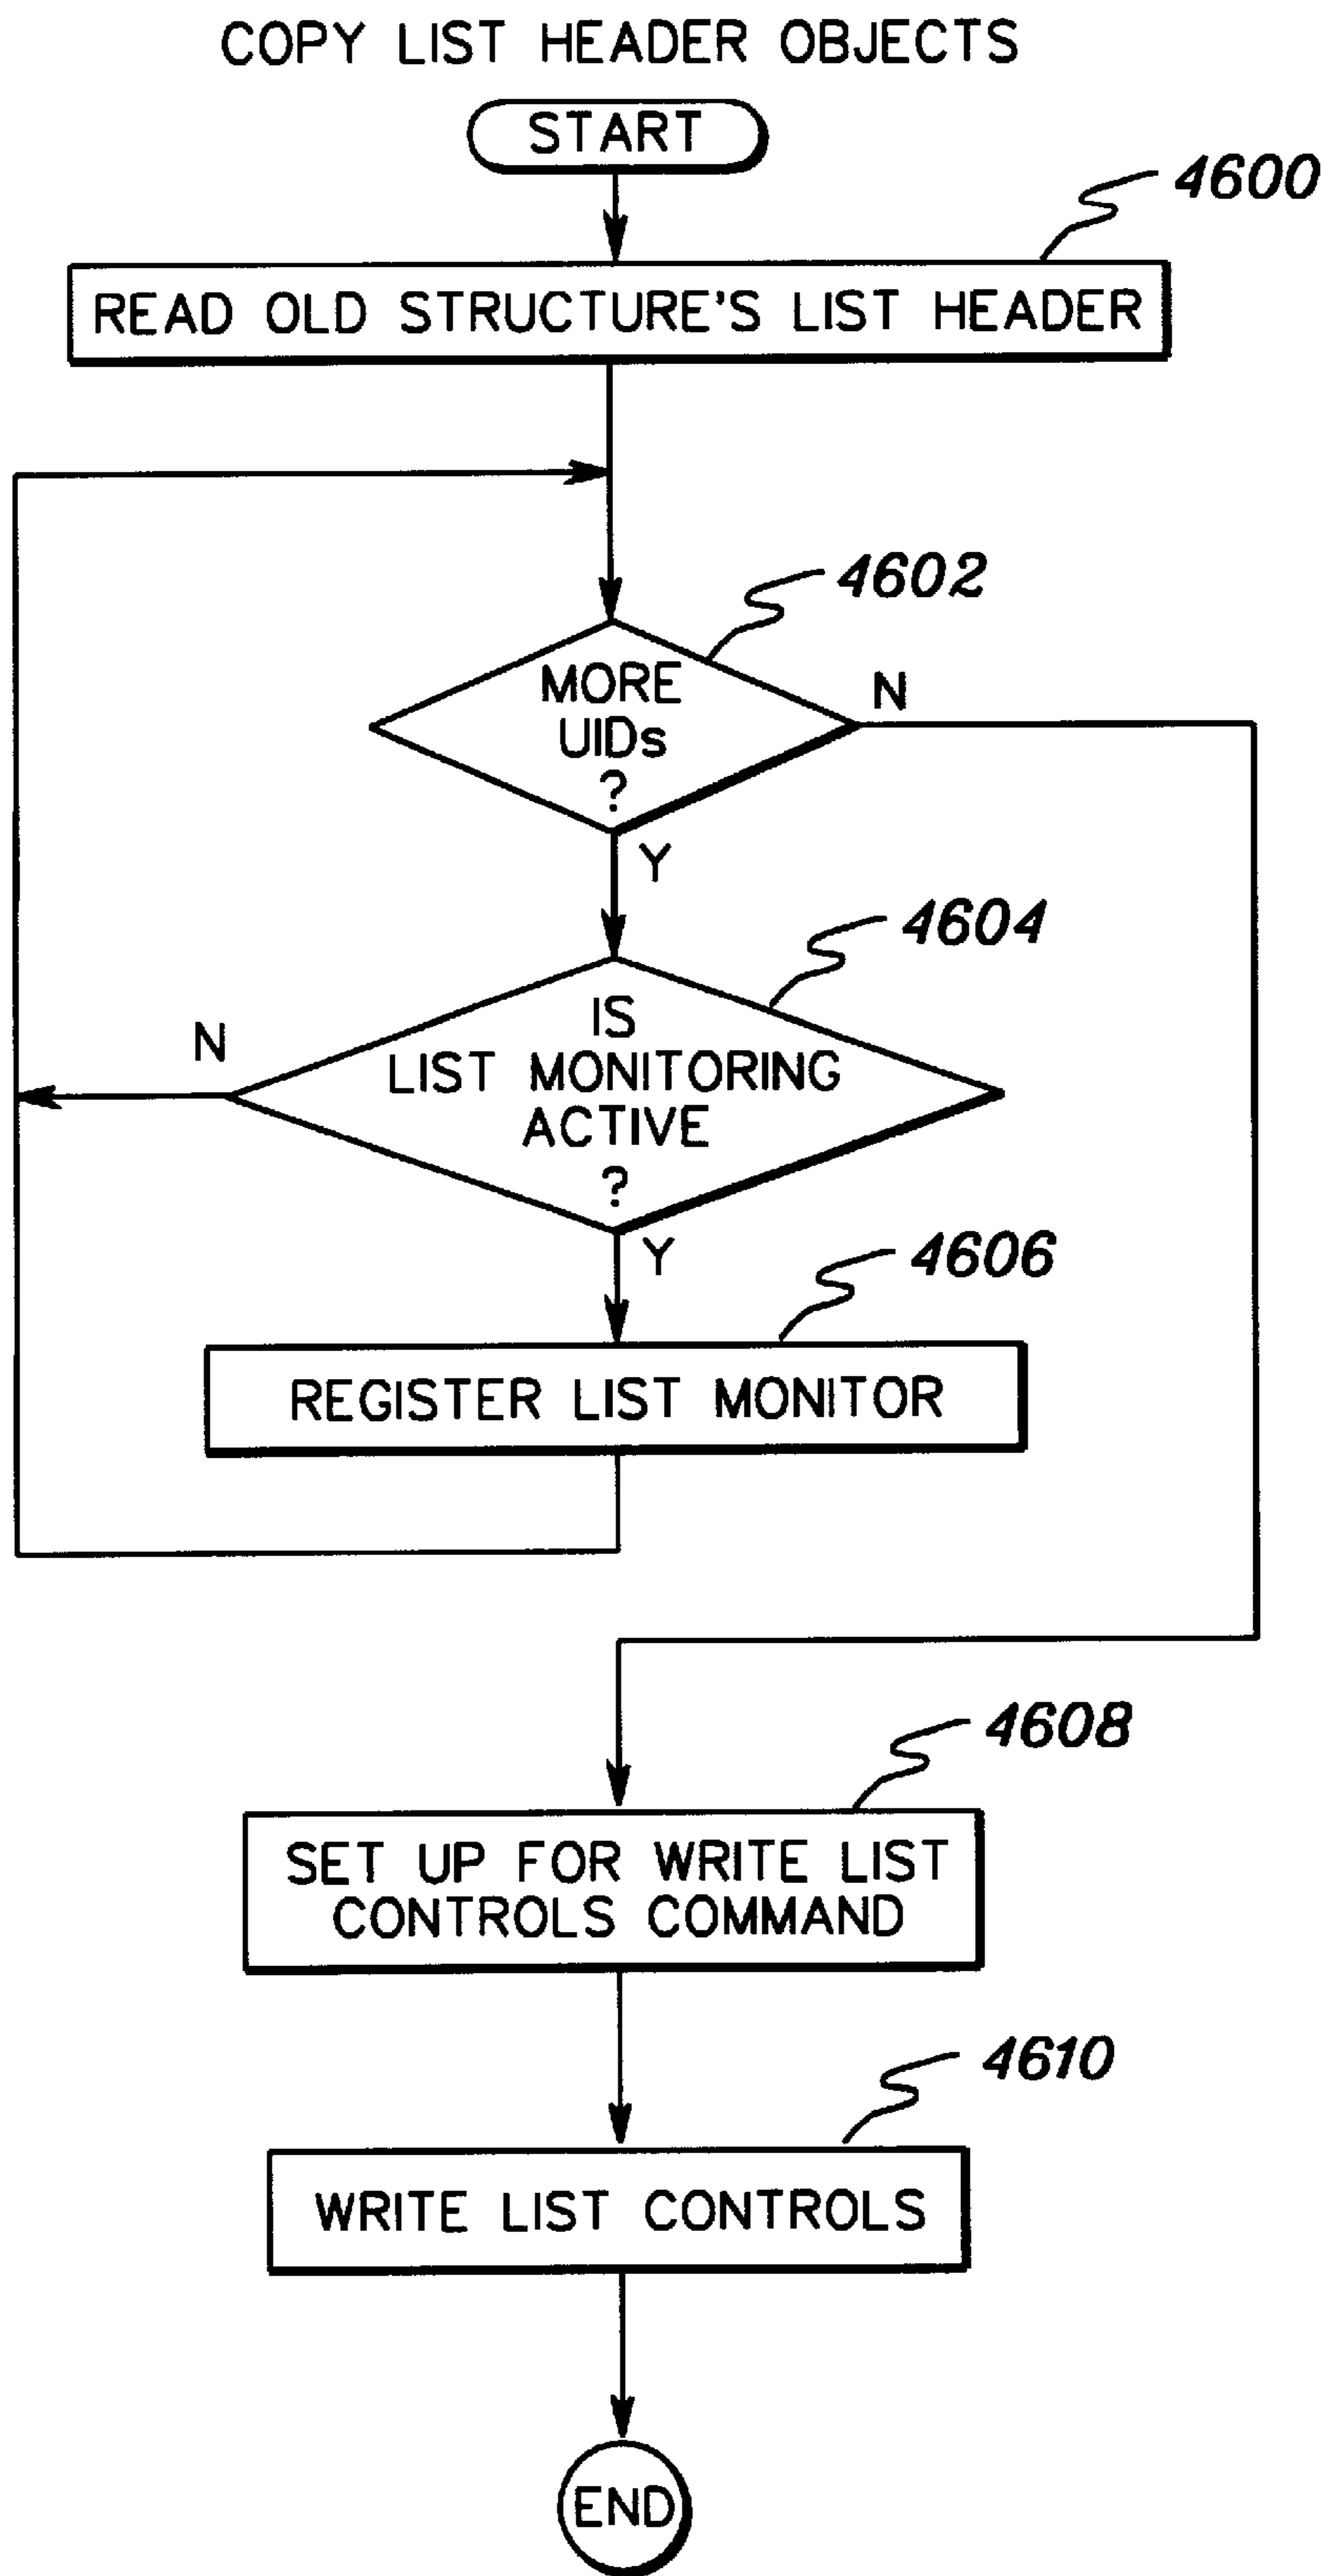 COPY LIST HEADER OBJECTS
START
4600
READ OLD STRUCTURE'S LIST HEADER
4602
MORE
UIDs
?
N
Y
4604
IS
LIST MONITORING
ACTIVE
?
N
Y
4606
REGISTER LIST MONITOR
4608
SET UP FOR WRITE LIST
CONTROLS COMMAND
4610
WRITE LIST CONTROLS
END